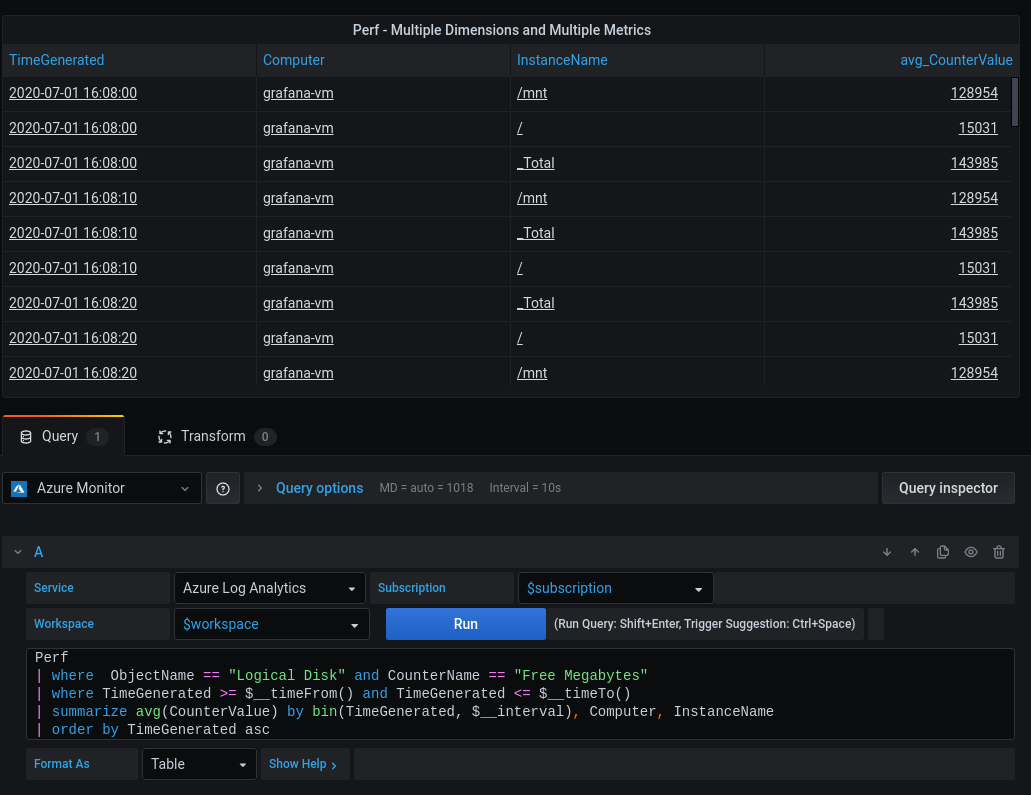 Perf - Multiple Dimensions and Multiple Metrics
TimeGenerated Computer InstanceName avg_CounterValue
2020-07-01 16:08:00 grafana-vm /mnt 128954
2020-07-01 16:08:00 grafana-vm / 15031
2020-07-01 16:08:00 grafana-vm _Total 143985
2020-07-01 16:08:10 grafana-vm /mnt 128954
2020-07-01 16:08:10 grafana-vm _Total 143985
2020-07-01 16:08:10 grafana-vm / 15031
2020-07-01 16:08:20 grafana-vm _Total 143985
2020-07-01 16:08:20 grafana-vm / 15031
2020-07-01 16:08:20 grafana-vm /mnt 128954
Query 1 Transform 0
Azure Monitor Query options MD = auto = 1018 Interval = 10s Query inspector
A
Service Azure Log Analytics Subscription $subscription
Workspace $workspace Run (Run Query: Shift+Enter, Trigger Suggestion: Ctrl+Space)
Perf
| where  ObjectName == "Logical Disk" and CounterName == "Free Megabytes"
| where TimeGenerated >= $__timeFrom() and TimeGenerated <= $__timeTo()
| summarize avg(CounterValue) by bin(TimeGenerated, $__interval), Computer, InstanceName
| order by TimeGenerated asc
Format As Table Show Help